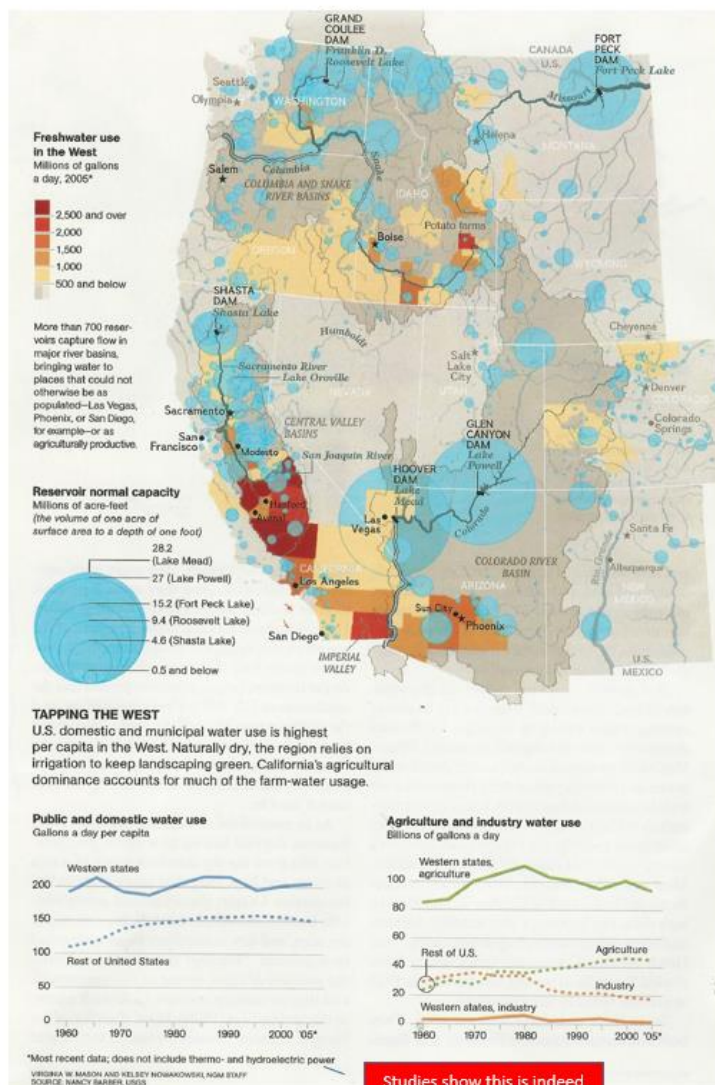 GRAND
COULEE
DAM
Franklin D.
Roosevelt Lake
CANADA
U.S.
FORT
PECK
DAM
Fort Peck Lake
Seattle
Olympia
WASHINGTON
Missouri
Helena
MONTANA
Freshwater use
in the West
Millions of gallons
a day, 2005*
2,500 and over
2,000
1,500
1,000
500 and below
Columbia
Snake
Salem
COLUMBIA AND SNAKE
RIVER BASINS
IDAHO
Potato farms
Boise
OREGON
WYOMING
SHASTA
DAM
Shasta Lake
Humboldt
Cheyenne
More than 700 reser-
voirs capture flow in
major river basins,
bringing water to
places that could not
otherwise be as
populated—Las Vegas,
Phoenix, or San Diego,
for example—or as
agriculturally productive.
Sacramento River
Lake Oroville
Salt
Lake
City
NEVADA
UTAH
Denver
COLORADO
Colorado
Springs
Sacramento
San
Francisco
Modesto
CENTRAL VALLEY
BASINS
San Joaquin River
GLEN
CANYON
DAM
Lake
Powell
HOOVER
DAM
Lake
Mead
Reservoir normal capacity
Millions of acre-feet
(the volume of one acre of
surface area to a depth of one foot)
Hanford
Avenal
Las
Vegas
Colorado
Santa Fe
Albuquerque
Rio Grande
28.2
(Lake Mead)
27 (Lake Powell)
15.2 (Fort Peck Lake)
9.4 (Roosevelt Lake)
4.6 (Shasta Lake)
0.5 and below
CALIFORNIA
Los Angeles
COLORADO RIVER
BASIN
ARIZONA
Sun City
Phoenix
MEXICO
San Diego
IMPERIAL
VALLEY
U.S.
MEXICO
TAPPING THE WEST
U.S. domestic and municipal water use is highest
per capita in the West. Naturally dry, the region relies on
irrigation to keep landscaping green. California's agricultural
dominance accounts for much of the farm-water usage.
Public and domestic water use
Gallons a day per capita
Western states
200
150
100
Rest of United States
50
0
1960
1970
1980
1990
2000 '05*
Agriculture and industry water use
Billions of gallons a day
Western states,
agriculture
100
80
60
Rest of U.S.
Agriculture
40
Industry
20
Western states, industry
0
1960
1970
1980
1990
2000 '05*
*Most recent data; does not include thermo- and hydroelectric power
VIRGINIA W. MASON AND KELSEY NOWAKOWSKI, NGM STAFF
SOURCE: NANCY BARBER, USGS
Studies show this is indeed